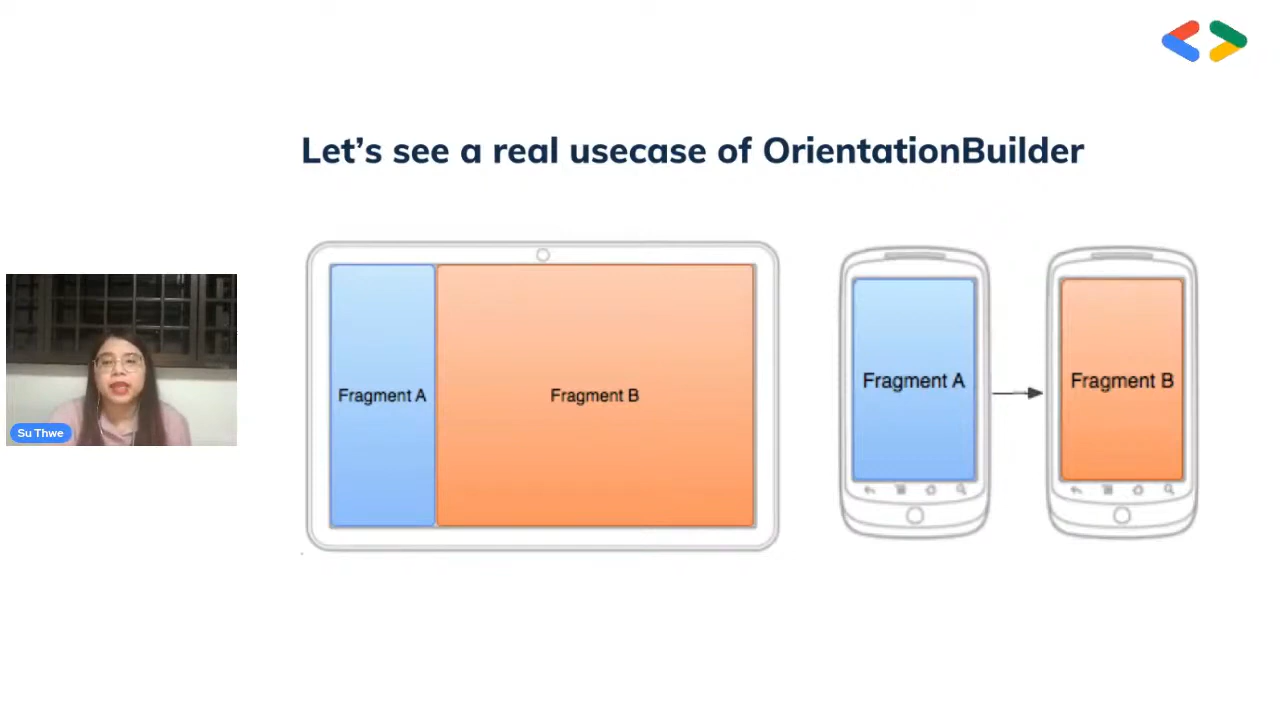 Let's see a real usecase of OrientationBuilder
Fragment A
Fragment B
Fragment A
Fragment B
Su Thwe